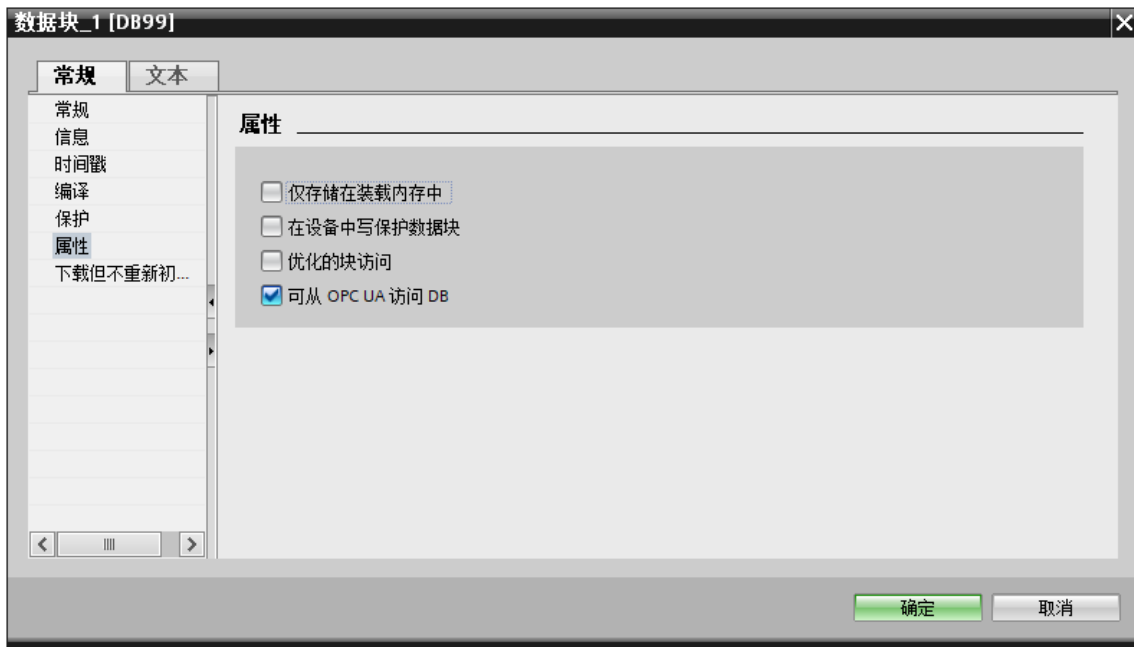 数据块_1 [DB99]
常规 文本
常规
信息
时间戳
编译
保护
属性
下载但不重新初...
属性
仅存储在装载内存中
在设备中写保护数据块
优化的块访问
可从 OPC UA 访问 DB
确定 取消